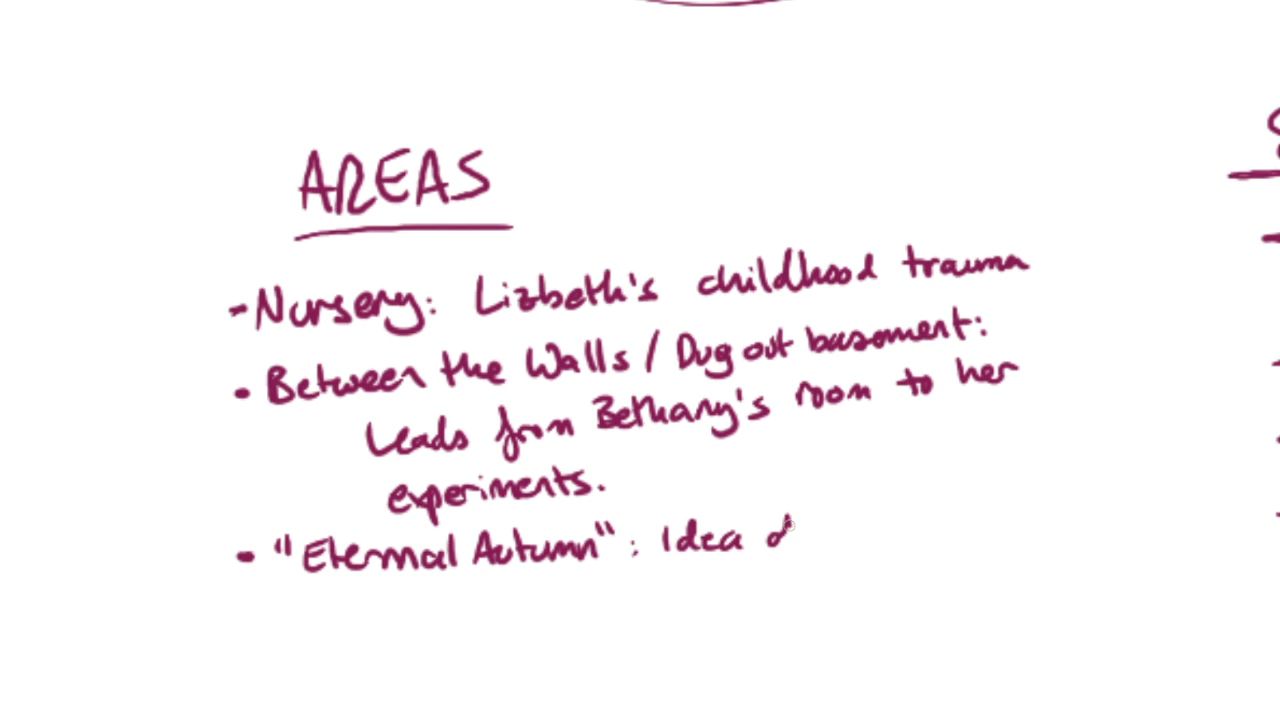 AREAS
- Nursery: Lizbeth's childhood trauma
• Between the Walls / Dug out basement:
Leads from Bethany's room to her
experiments.
• "Eternal Autumn": Idea